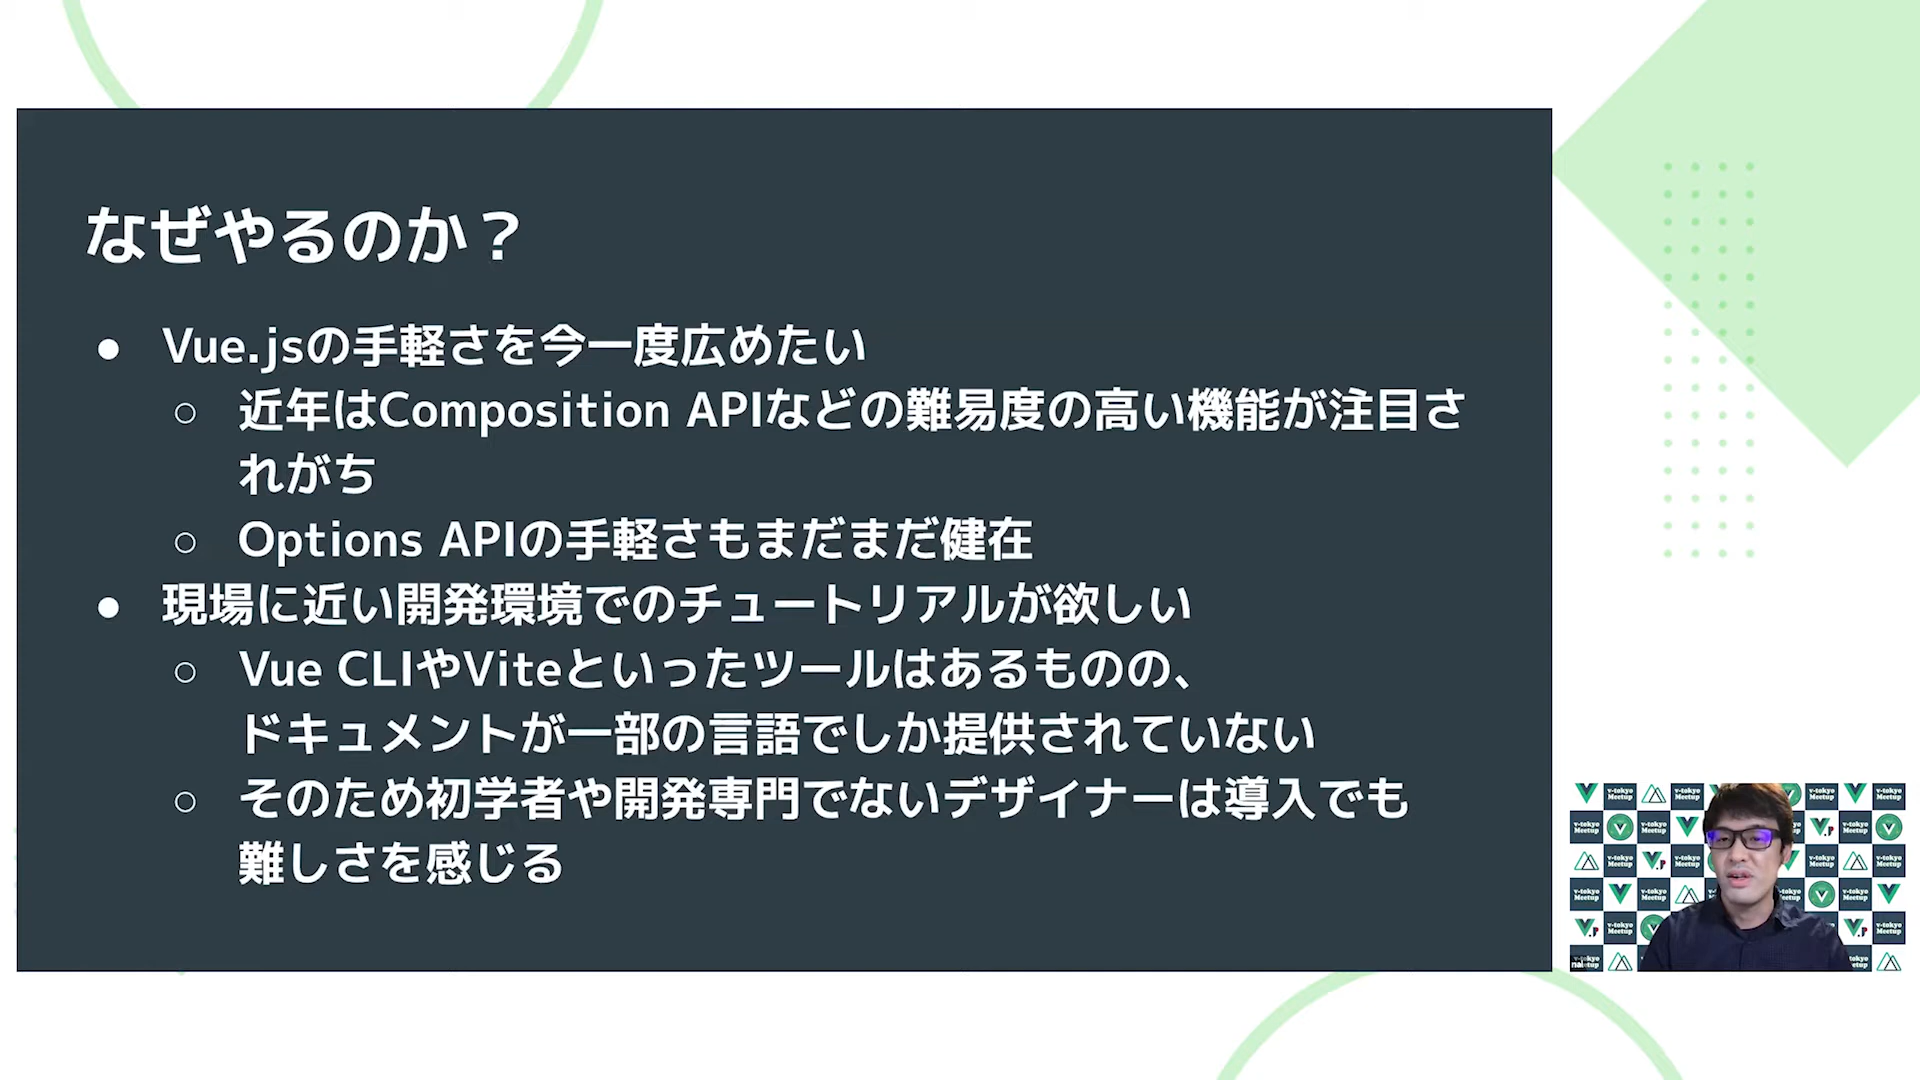 なぜやるのか？
● Vue.jsの手軽さを今一度広めたい
○ 近年はComposition APIなどの難易度の高い機能が注目さ
れがち
○ Options APIの手軽さもまだまだ健在
● 現場に近い開発環境でのチュートリアルが欲しい
○ Vue CLIやViteといったツールはあるものの、
ドキュメントが一部の言語でしか提供されていない
○ そのため初学者や開発専門でないデザイナーは導入でも
難しさを感じる
v-tokyo
Meetup